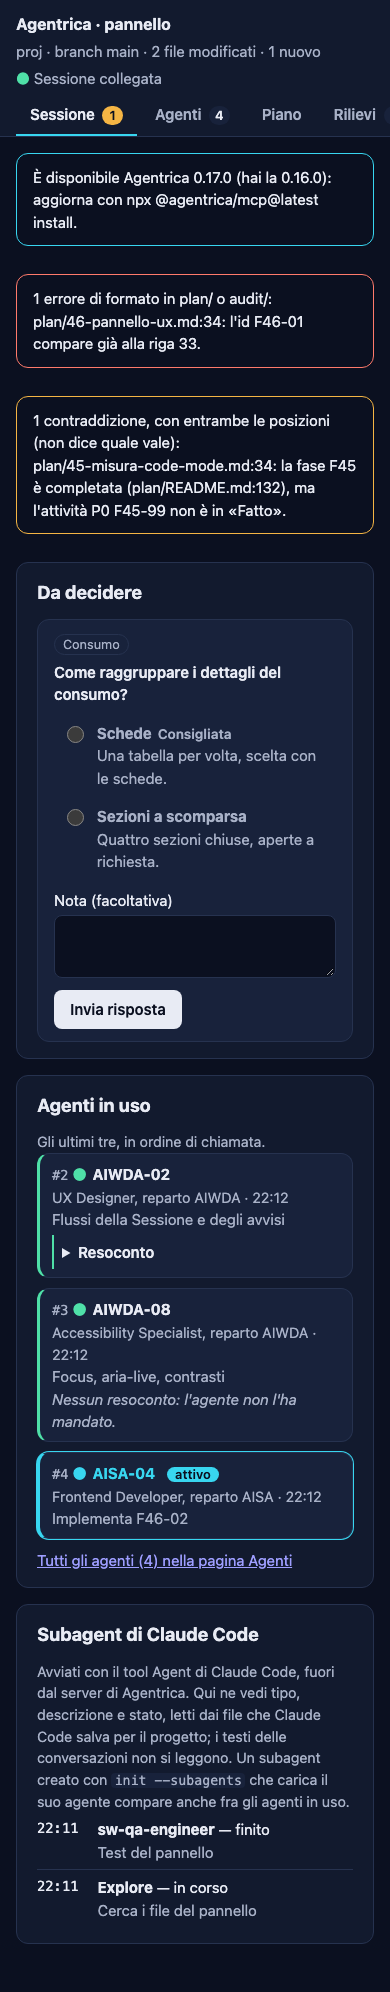 Agentrica · pannello
proj · branch main · 2 file modificati · 1 nuovo
Sessione collegata
Sessione 1 Agenti 4 Piano Rilievi
È disponibile Agentrica 0.17.0 (hai la 0.16.0):
aggiorna con npx @agentrica/mcp@latest
install.
1 errore di formato in plan/ o audit/:
plan/46-pannello-ux.md:34: l'id F46-01
compare già alla riga 33.
1 contraddizione, con entrambe le posizioni
(non dice quale vale):
plan/45-misura-code-mode.md:34: la fase F45
è completata (plan/README.md:132), ma
l'attività P0 F45-99 non è in «Fatto».
Da decidere
Consumo
Come raggruppare i dettagli del
consumo?
Schede Consigliata
Una tabella per volta, scelta con
le schede.
Sezioni a scomparsa
Quattro sezioni chiuse, aperte a
richiesta.
Nota (facoltativa)
Invia risposta
Agenti in uso
Gli ultimi tre, in ordine di chiamata.
#2 AIWDA-02
UX Designer, reparto AIWDA · 22:12
Flussi della Sessione e degli avvisi
Resoconto
#3 AIWDA-08
Accessibility Specialist, reparto AIWDA ·
22:12
Focus, aria-live, contrasti
Nessun resoconto: l'agente non l'ha
mandato.
#4 AISA-04 attivo
Frontend Developer, reparto AISA · 22:12
Implementa F46-02
Tutti gli agenti (4) nella pagina Agenti
Subagent di Claude Code
Avviati con il tool Agent di Claude Code, fuori
dal server di Agentrica. Qui ne vedi tipo,
descrizione e stato, letti dai file che Claude
Code salva per il progetto; i testi delle
conversazioni non si leggono. Un subagent
creato con init --subagents che carica il
suo agente compare anche fra gli agenti in uso.
22:11 sw-qa-engineer — finito
Test del pannello
22:11 Explore — in corso
Cerca i file del pannello